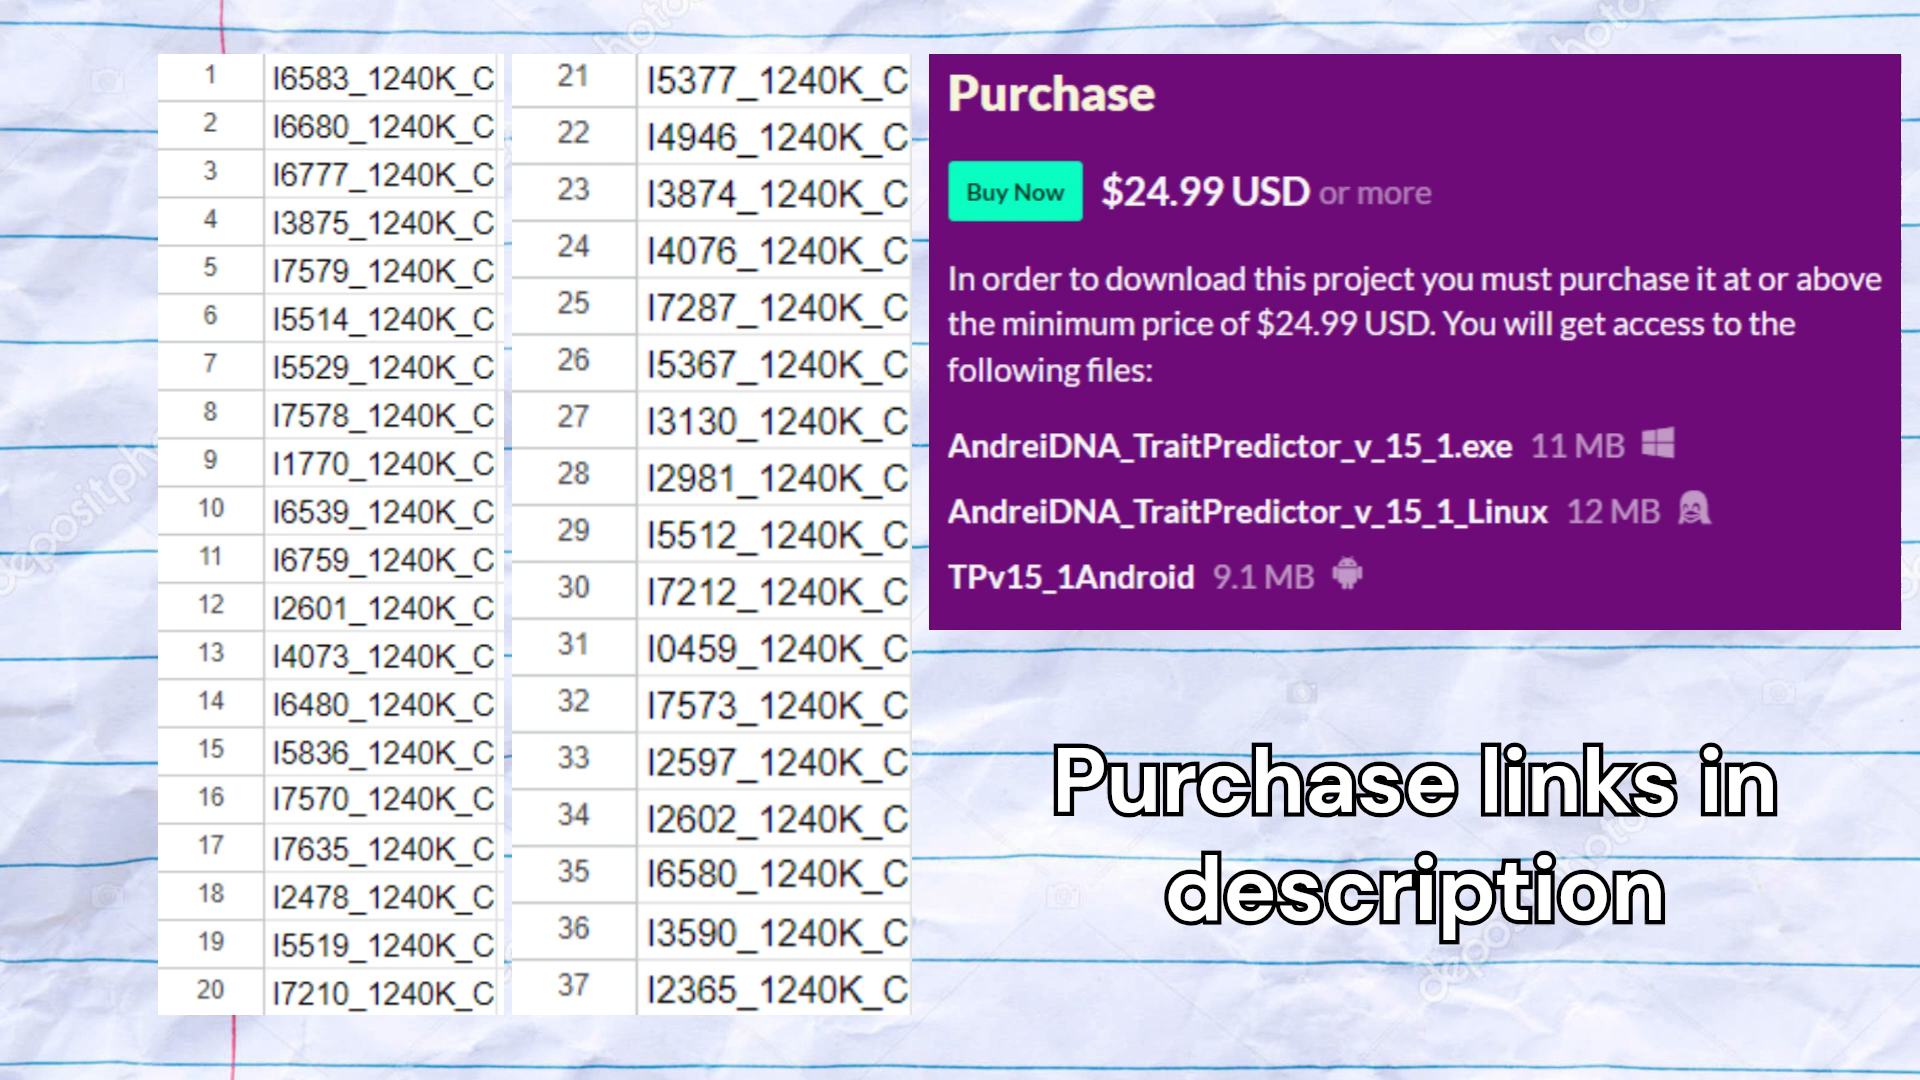 1 I6583_1240K_C
2 I6680_1240K_C
3 I6777_1240K_C
4 I3875_1240K_C
5 I7579_1240K_C
6 I5514_1240K_C
7 I5529_1240K_C
8 I7578_1240K_C
9 I1770_1240K_C
10 I6539_1240K_C
11 I6759_1240K_C
12 I2601_1240K_C
13 I4073_1240K_C
14 I6480_1240K_C
15 I5836_1240K_C
16 I7570_1240K_C
17 I7635_1240K_C
18 I2478_1240K_C
19 I5519_1240K_C
20 I7210_1240K_C
21 I5377_1240K_C
22 I4946_1240K_C
23 I3874_1240K_C
24 I4076_1240K_C
25 I7287_1240K_C
26 I5367_1240K_C
27 I3130_1240K_C
28 I2981_1240K_C
29 I5512_1240K_C
30 I7212_1240K_C
31 I0459_1240K_C
32 I7573_1240K_C
33 I2597_1240K_C
34 I2602_1240K_C
35 I6580_1240K_C
36 I3590_1240K_C
37 I2365_1240K_C
Purchase
Buy Now $24.99 USD or more
In order to download this project you must purchase it at or above
the minimum price of $24.99 USD. You will get access to the
following files:
AndreiDNA_TraitPredictor_v_15_1.exe 11 MB
AndreiDNA_TraitPredictor_v_15_1_Linux 12 MB
TPv15_1Android 9.1 MB
Purchase links in
description